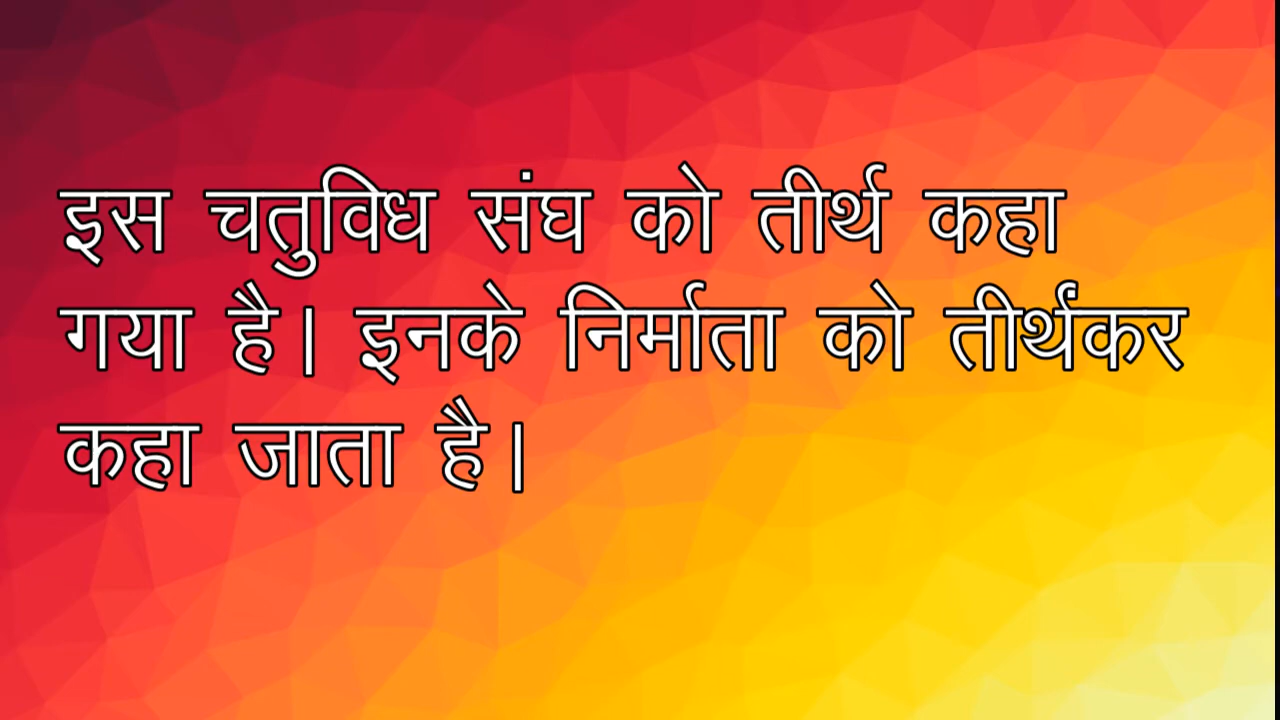 इस चतुविध संघ को तीर्थ कहा
गया है। इनके निर्माता को तीर्थंकर
कहा जाता है।